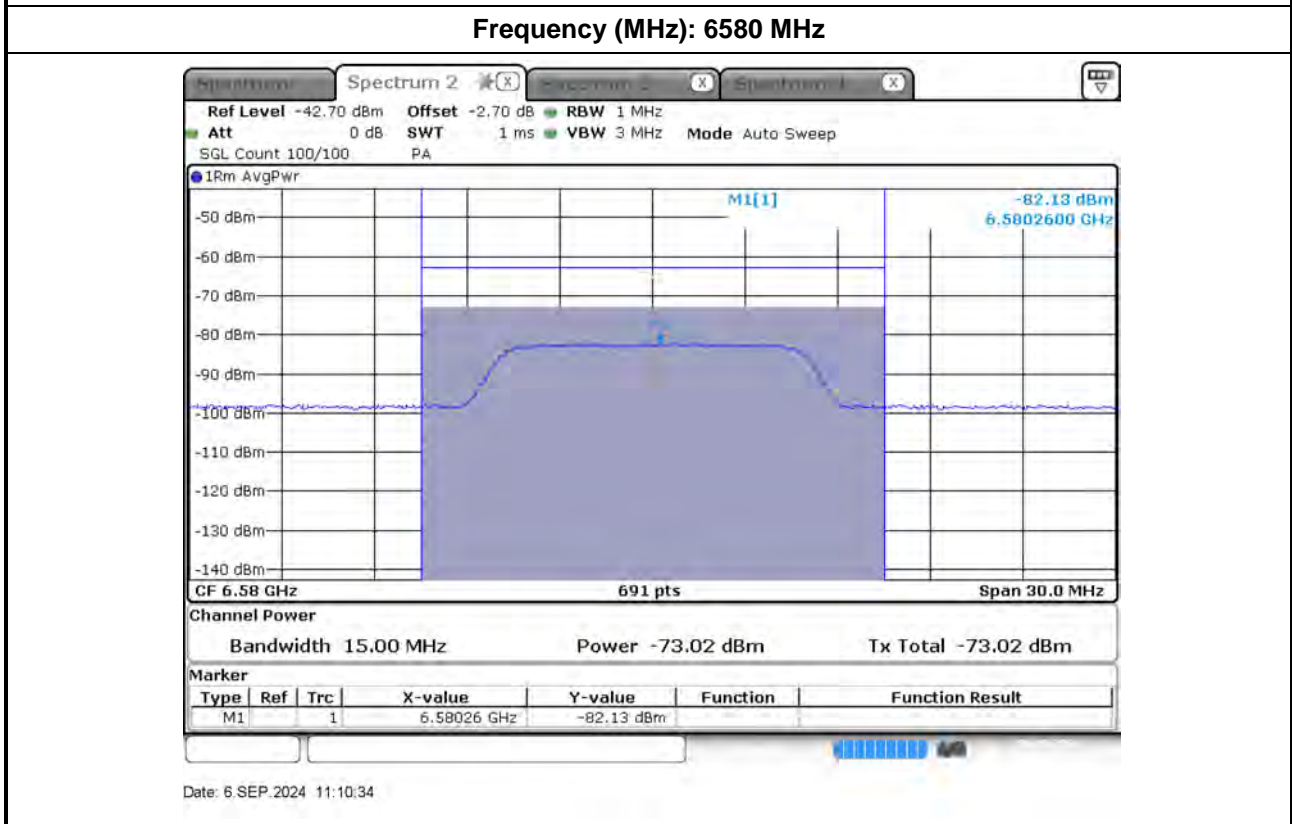 Frequency (MHz): 6580 MHz
Spectrum 2
Ref Level -42.70 dBm Offset -2.70 dB RBW 1 MHz
Att 0 dB SWT 1 ms VBW 3 MHz Mode Auto Sweep
SGL Count 100/100 PA
1Rm AvgPwr
M1[1] -82.13 dBm
6.5802600 GHz
-50 dBm
-60 dBm
-70 dBm
-80 dBm
-90 dBm
-100 dBm
-110 dBm
-120 dBm
-130 dBm
-140 dBm
CF 6.58 GHz 691 pts Span 30.0 MHz
Channel Power
Bandwidth 15.00 MHz Power -73.02 dBm Tx Total -73.02 dBm
Marker
Type Ref Trc X-value Y-value Function Function Result
M1 1 6.58026 GHz -82.13 dBm
Date: 6.SEP.2024 11:10:34